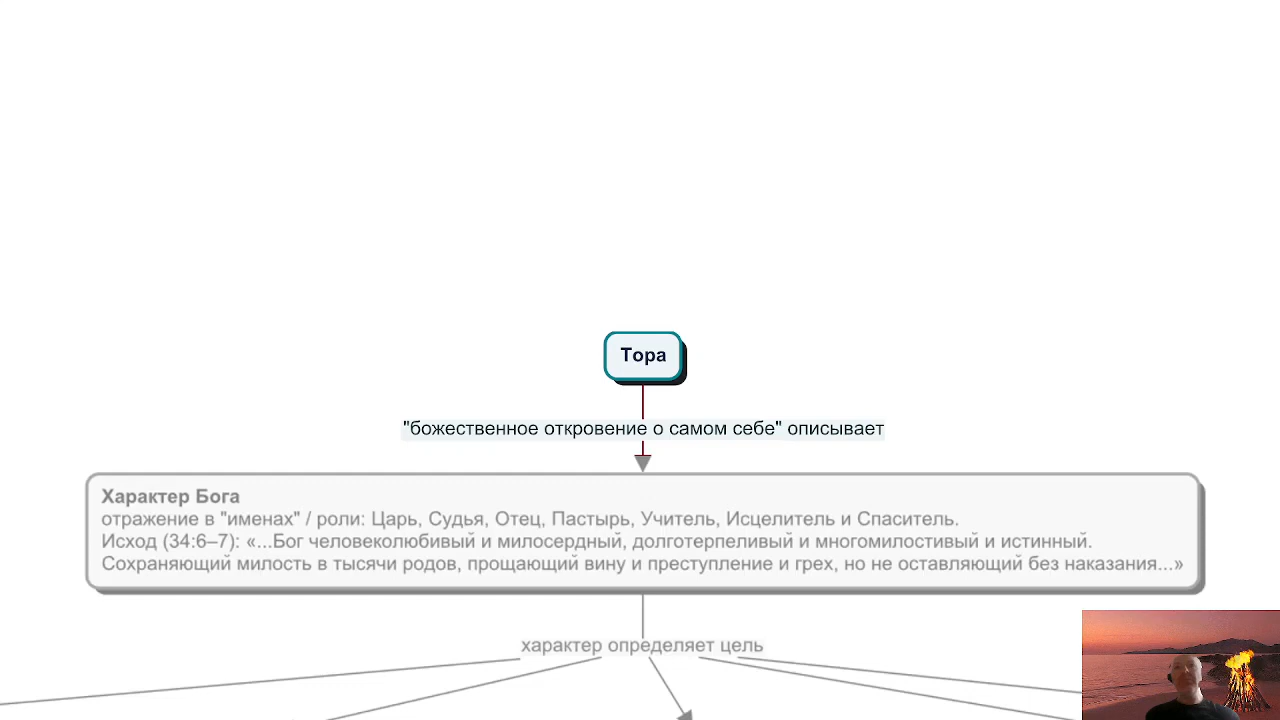 Тора
"божественное откровение о самом себе" описывает
Характер Бога
отражение в "именах" / роли: Царь, Судья, Отец, Пастырь, Учитель, Исцелитель и Спаситель.
Исход (34:6–7): «...Бог человеколюбивый и милосердный, долготерпеливый и многомилостивый и истинный.
Сохраняющий милость в тысячи родов, прощающий вину и преступление и грех, но не оставляющий без наказания...»
характер определяет цель